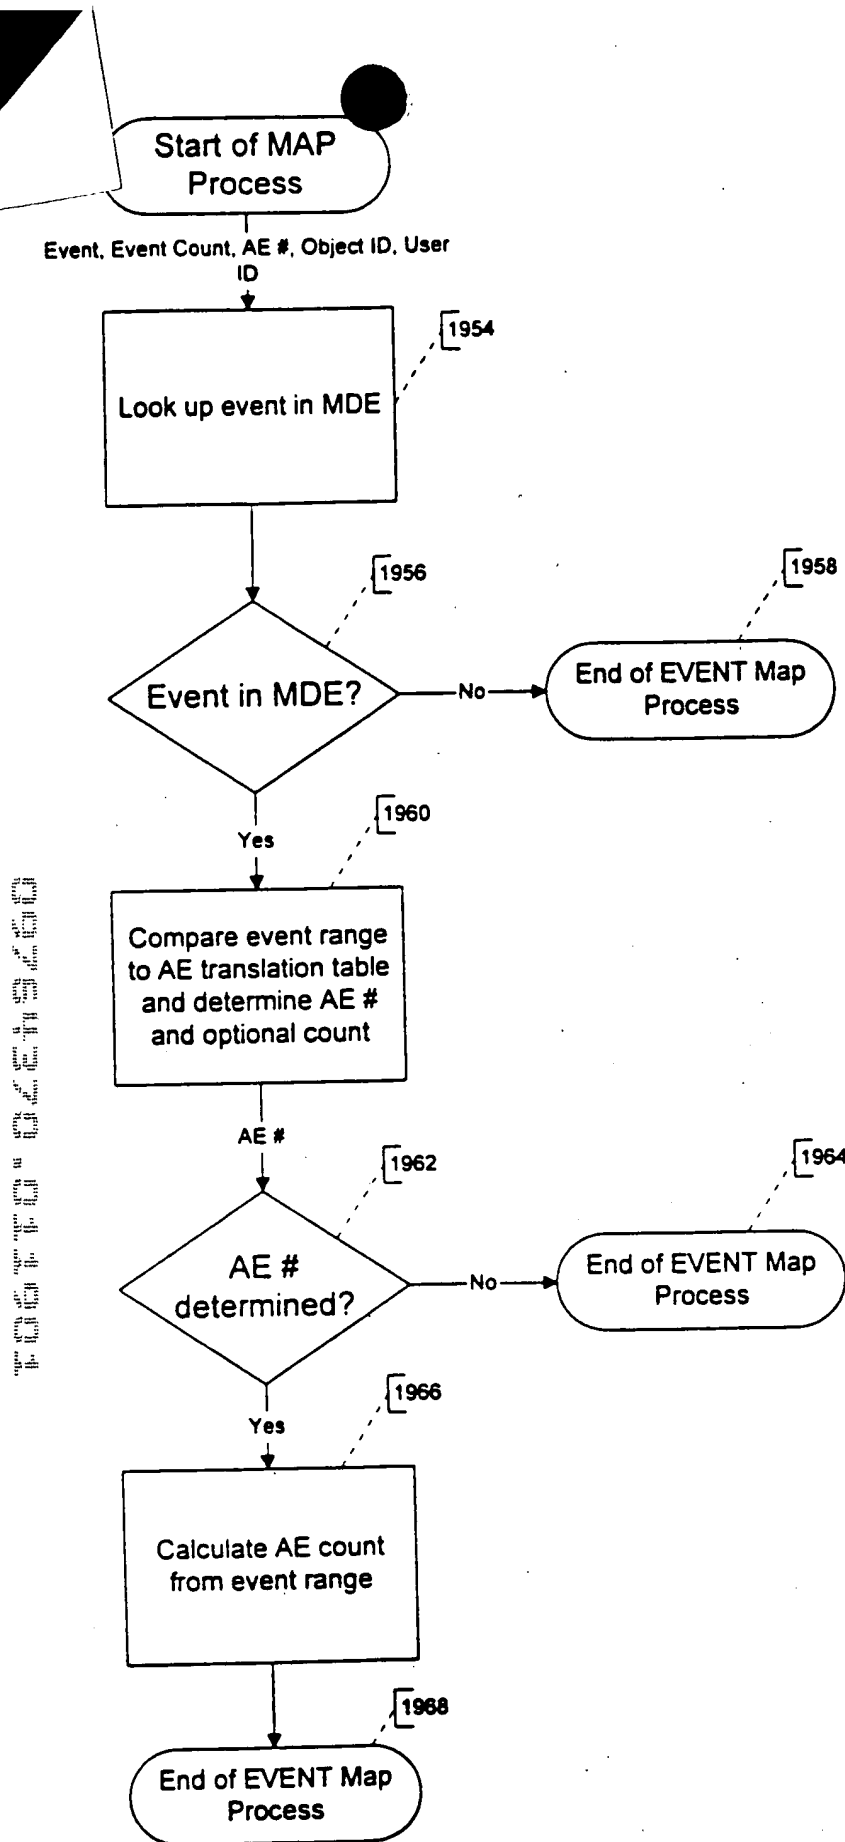 Start of MAP
Process
Event, Event Count, AE #, Object ID, User
ID
1954
Look up event in MDE
1956
1958
Event in MDE?
No
End of EVENT Map
Process
Yes
1960
Compare event range
to AE translation table
and determine AE #
and optional count
AE #
1962
1964
AE #
determined?
No
End of EVENT Map
Process
Yes
1966
Calculate AE count
from event range
1968
End of EVENT Map
Process